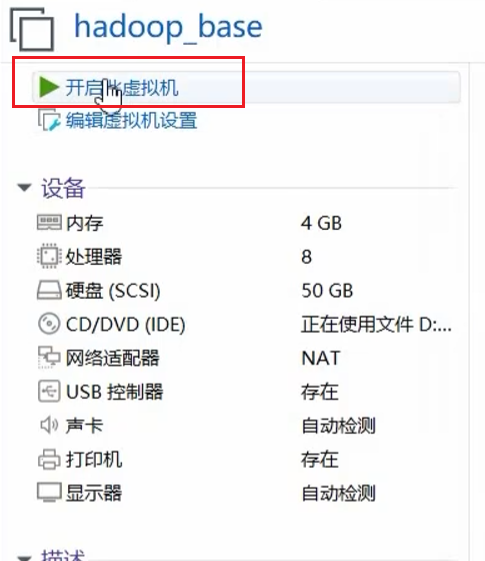 hadoop_base
开启此虚拟机
编辑虚拟机设置
设备
内存 4 GB
处理器 8
硬盘 (SCSI) 50 GB
CD/DVD (IDE) 正在使用文件 D:...
网络适配器 NAT
USB 控制器 存在
声卡 自动检测
打印机 存在
显示器 自动检测
描述